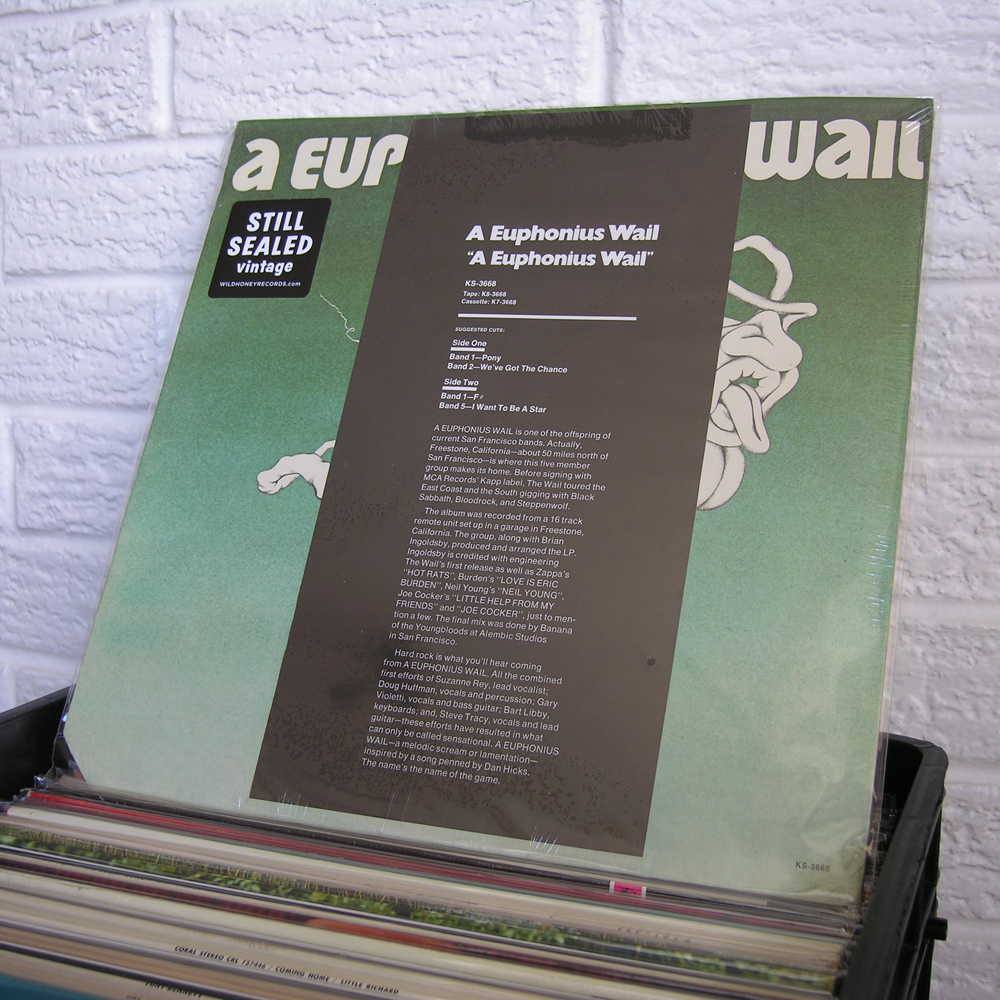 a EUP
wail
STILL
SEALED
vintage
WILDHONEYRECORDS.com
A Euphonius Wail
"A Euphonius Wail"
KS-3668
Tape: K8-3668
Cassette: K7-3668
SUGGESTED CUTS:
Side One
Band 1—Pony
Band 2—We've Got The Chance
Side Two
Band 1—F♯
Band 5—I Want To Be A Star
A EUPHONIUS WAIL is one of the offspring of
current San Francisco bands. Actually,
Freestone, California—about 50 miles north of
San Francisco—is where this five member
group makes its home. Before signing with
MCA Records' Kapp label, The Wail toured the
East Coast and the South gigging with Black
Sabbath, Bloodrock, and Steppenwolf.
The album was recorded from a 16 track
remote unit set up in a garage in Freestone,
California. The group, along with Brian
Ingoldsby, produced and arranged the LP.
Ingoldsby is credited with engineering
The Wail's first release as well as Zappa's
"HOT RATS", Burden's "LOVE IS ERIC
BURDEN", Neil Young's "NEIL YOUNG",
Joe Cocker's "LITTLE HELP FROM MY
FRIENDS" and "JOE COCKER", just to men-
tion a few. The final mix was done by Banana
of the Youngbloods at Alembic Studios
in San Francisco.
Hard rock is what you'll hear coming
from A EUPHONIUS WAIL. All the combined
first efforts of Suzanne Rey, lead vocalist;
Doug Huffman, vocals and percussion; Gary
Violetti, vocals and bass guitar; Bart Libby,
keyboards; and, Steve Tracy, vocals and lead
guitar—these efforts have resulted in what
can only be called sensational. A EUPHONIUS
WAIL—a melodic scream or lamentation—
inspired by a song penned by Dan Hicks.
The name's the name of the game.
KS-3668
CORAL STEREO CRL 757446 / COMING HOME / LITTLE RICHARD
TONY BENNETT